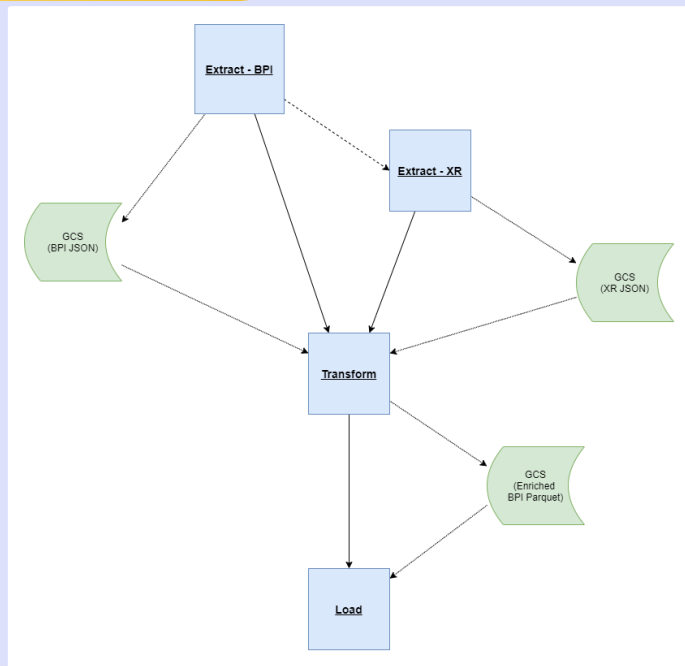 Extract - BPI
Extract - XR
GCS
(BPI JSON)
GCS
(XR JSON)
Transform
GCS
(Enriched
BPI Parquet)
Load